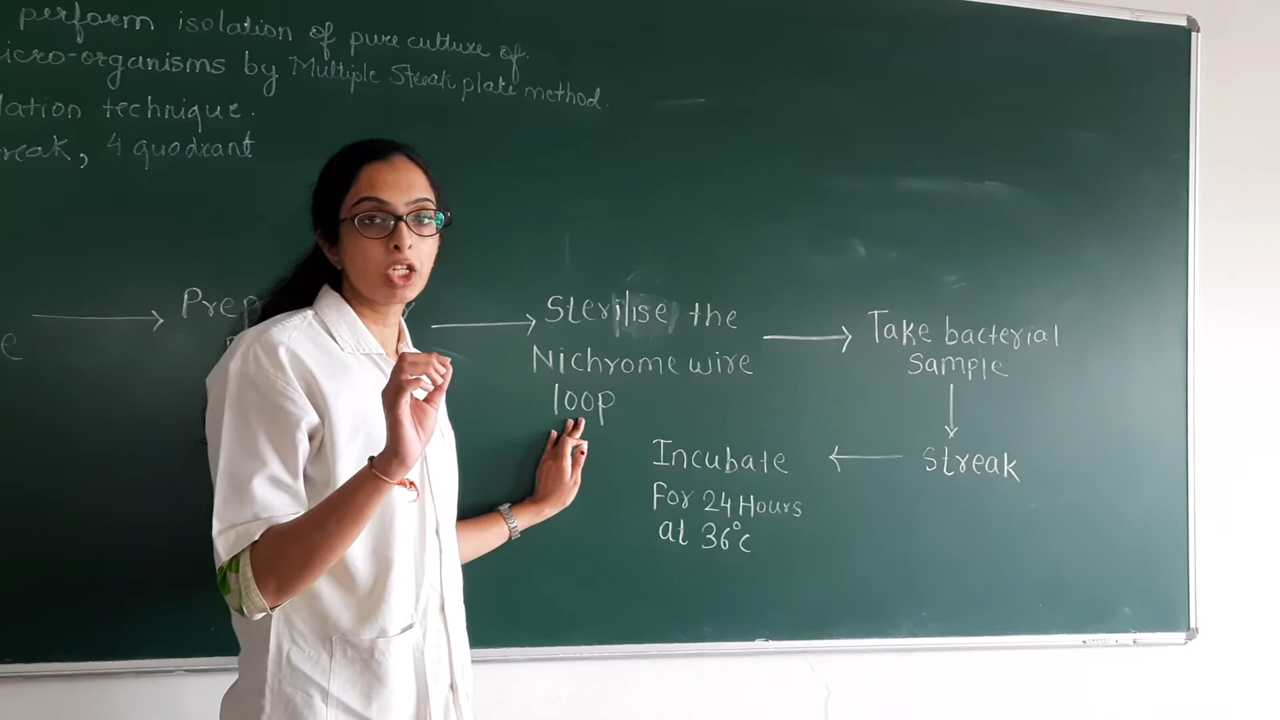 perform isolation of pure culture of
icro-organisms by Multiple Streak plate method.
lation technique.
reak, 4 quodrant
e
Prep
Sterilise the
Nichrome wire
loop
Take bacterial
Sample
streak
Incubate
For 24 Hours
at 36°c